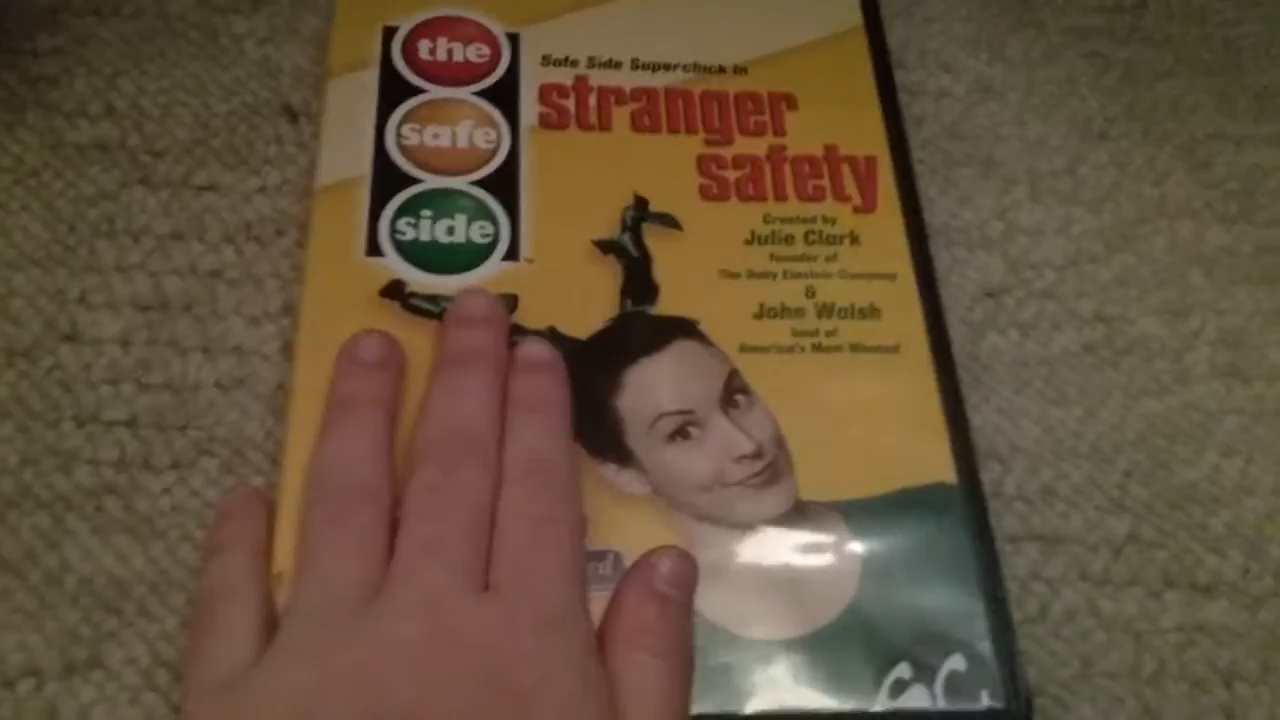 the
safe
side
Safe Side Superchick in
stranger
safety
Created by
Julie Clark
founder of
The Baby Einstein Company
&
John Walsh
host of
America's Most Wanted